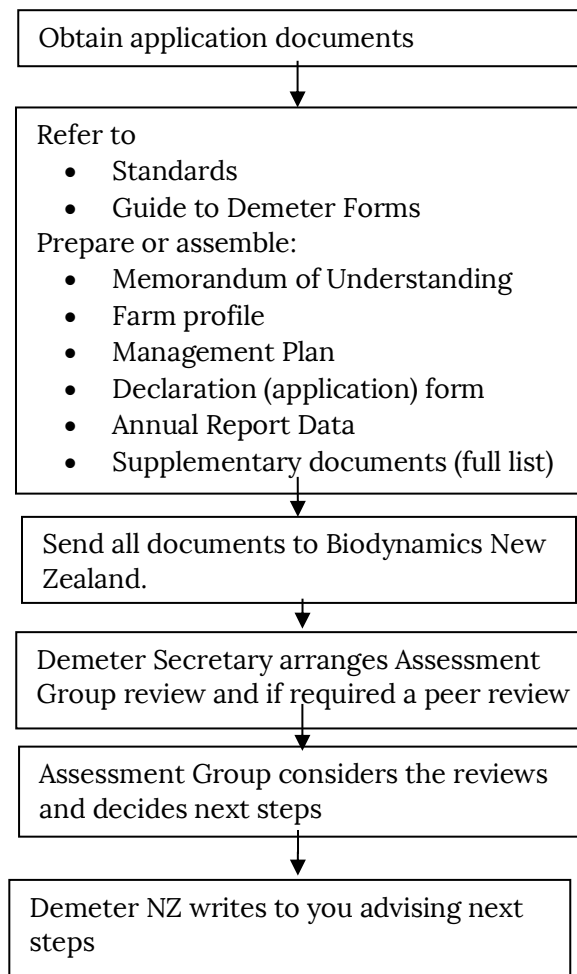 Obtain application documents
Refer to
• Standards
• Guide to Demeter Forms
Prepare or assemble:
• Memorandum of Understanding
• Farm profile
• Management Plan
• Declaration (application) form
• Annual Report Data
• Supplementary documents (full list)
Send all documents to Biodynamics New
Zealand.
Demeter Secretary arranges Assessment
Group review and if required a peer review
Assessment Group considers the reviews
and decides next steps
Demeter NZ writes to you advising next
steps